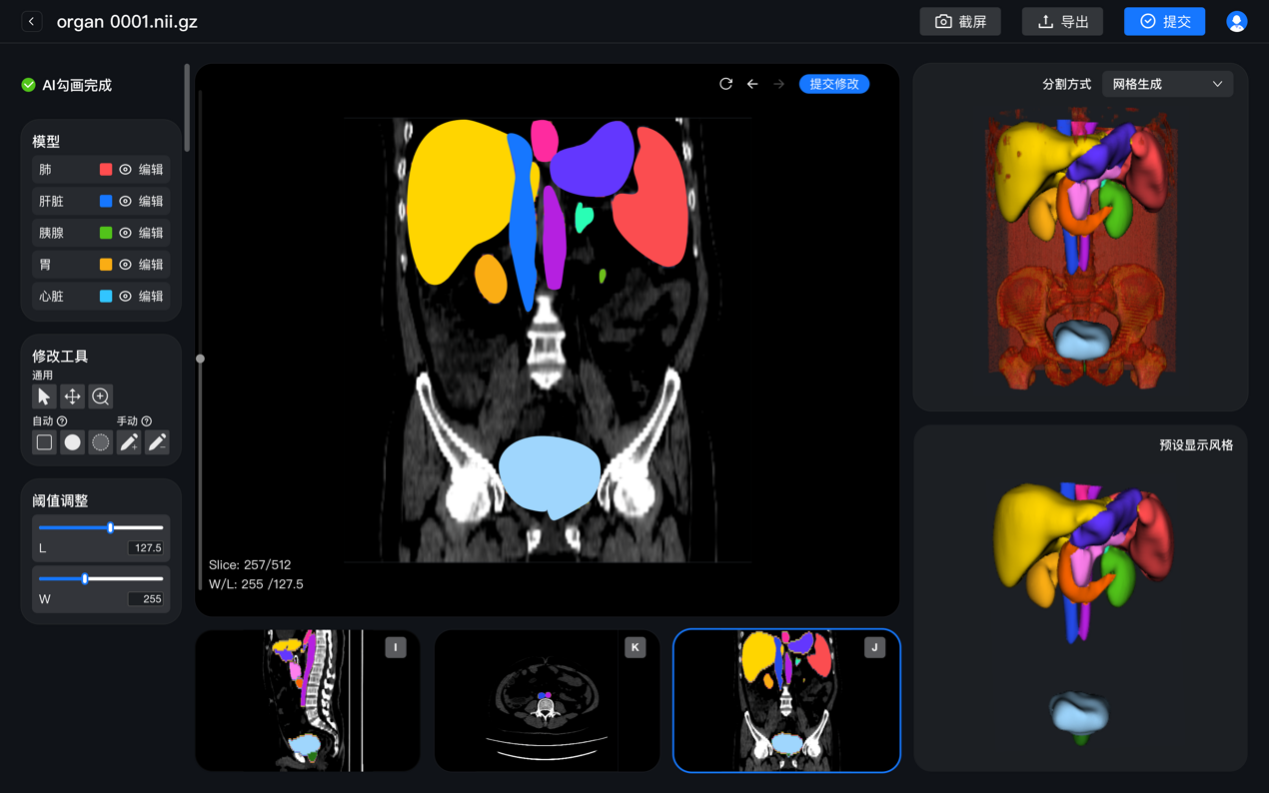 organ 0001.nii.gz
截屏
导出
提交
AI勾画完成
模型
肺 编辑
肝脏 编辑
胰腺 编辑
胃 编辑
心脏 编辑
修改工具
通用
自动 手动
阈值调整
L 127.5
W 255
提交修改
Slice: 257/512
W/L: 255 /127.5
I
K
J
分割方式 网格生成
预设显示风格